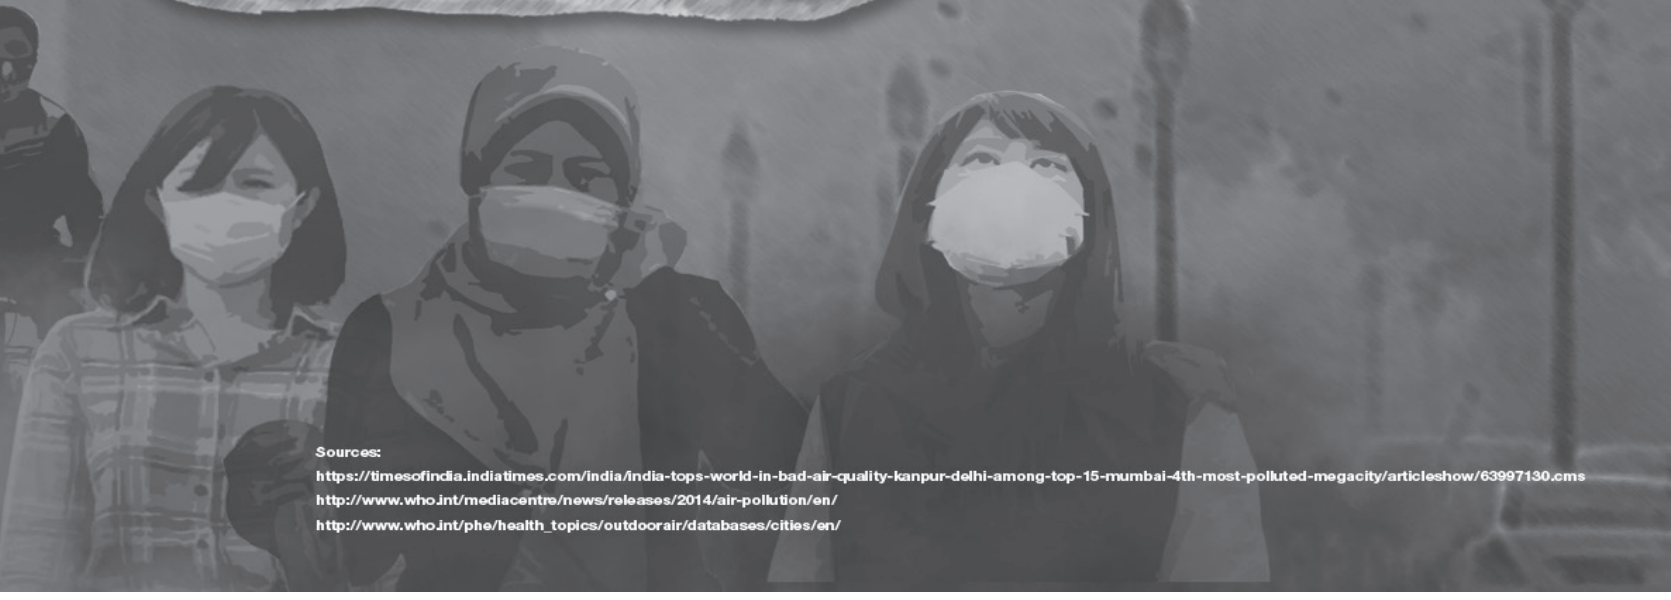 Sources:
https://timesofindia.indiatimes.com/india/india-tops-world-in-bad-air-quality-kanpur-delhi-among-top-15-mumbai-4th-most-polluted-megacity/articleshow/63997130.cms
http://www.who.int/mediacentre/news/releases/2014/air-pollution/en/
http://www.who.int/phe/health_topics/outdoorair/databases/cities/en/